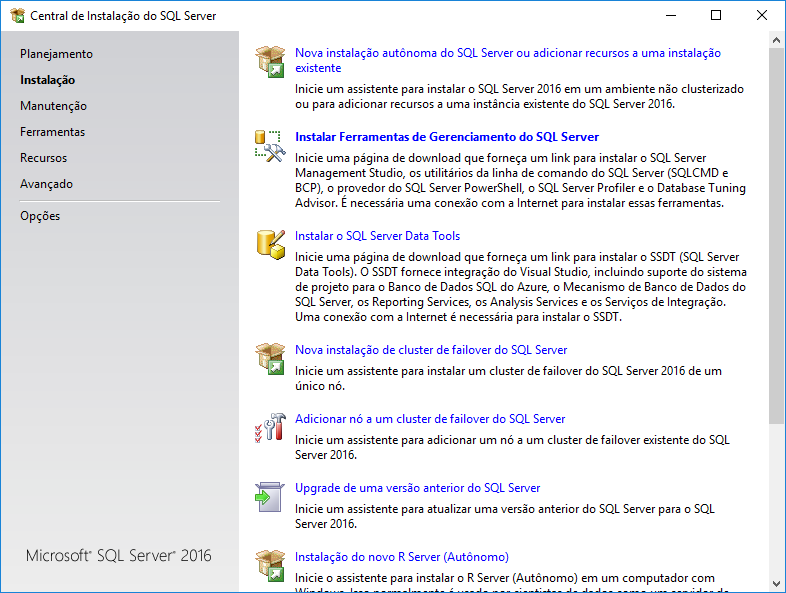 Central de Instalação do SQL Server
Planejamento
Instalação
Manutenção
Ferramentas
Recursos
Avançado
Opções
Microsoft® SQL Server® 2016
Nova instalação autônoma do SQL Server ou adicionar recursos a uma instalação
existente
Inicie um assistente para instalar o SQL Server 2016 em um ambiente não clusterizado
ou para adicionar recursos a uma instância existente do SQL Server 2016.
Instalar Ferramentas de Gerenciamento do SQL Server
Inicie uma página de download que forneça um link para instalar o SQL Server
Management Studio, os utilitários da linha de comando do SQL Server (SQLCMD e
BCP), o provedor do SQL Server PowerShell, o SQL Server Profiler e o Database Tuning
Advisor. É necessária uma conexão com a Internet para instalar essas ferramentas.
Instalar o SQL Server Data Tools
Inicie uma página de download que forneça um link para instalar o SSDT (SQL Server
Data Tools). O SSDT fornece integração do Visual Studio, incluindo suporte do sistema
de projeto para o Banco de Dados SQL do Azure, o Mecanismo de Banco de Dados do
SQL Server, os Reporting Services, os Analysis Services e os Serviços de Integração.
Uma conexão com a Internet é necessária para instalar o SSDT.
Nova instalação de cluster de failover do SQL Server
Inicie um assistente para instalar um cluster de failover do SQL Server 2016 de um
único nó.
Adicionar nó a um cluster de failover do SQL Server
Inicie um assistente para adicionar um nó a um cluster de failover existente do SQL
Server 2016.
Upgrade de uma versão anterior do SQL Server
Inicie um assistente para atualizar uma versão anterior do SQL Server para o SQL
Server 2016.
Instalação do novo R Server (Autônomo)
Inicie o assistente para instalar o R Server (Autônomo) em um computador com
Windows. Isso normalmente é usado por cientistas de dados como um servidor de